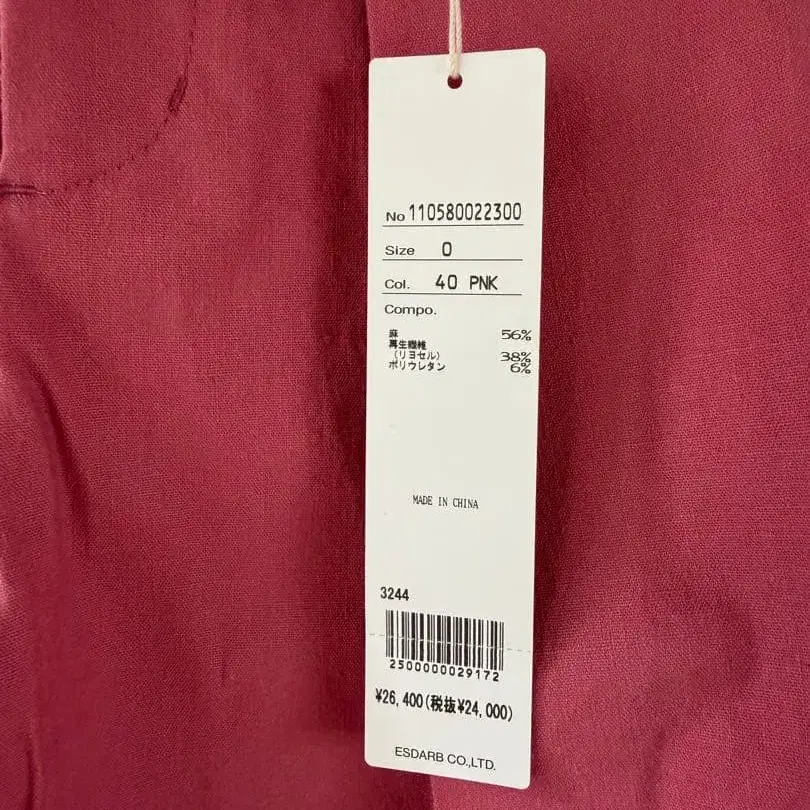 No 110580022300
Size 0
Col. 40 PNK
Compo.
麻 56%
再生繊維
(リヨセル) 38%
ポリウレタン 6%
MADE IN CHINA
3244
2500000029172
¥26,400(税抜¥24,000)
ESDARB CO.,LTD.